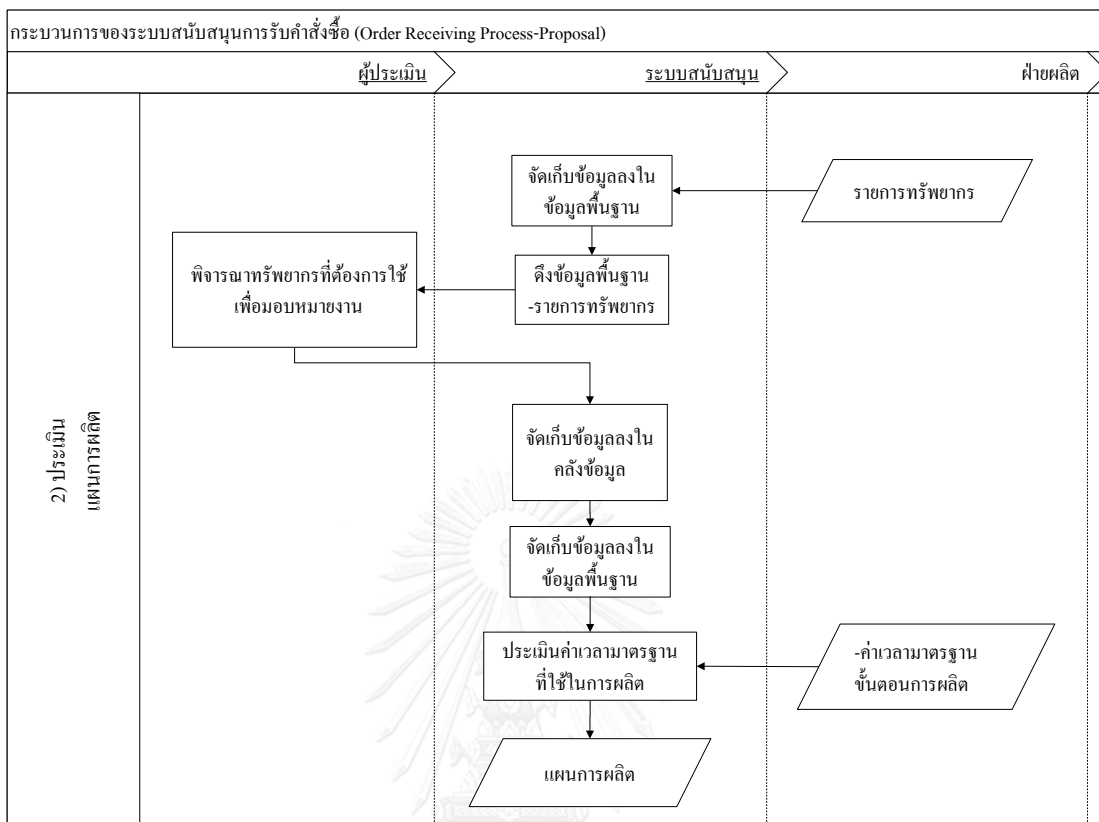 กระบวนการของระบบสนับสนุนการรับคำสั่งซื้อ (Order Receiving Process-Proposal)
ผู้ประเมิน
ระบบสนับสนุน
ฝ่ายผลิต
2) ประเมิน
แผนการผลิต
จัดเก็บข้อมูลลงใน
ข้อมูลพื้นฐาน
รายการทรัพยากร
พิจารณาทรัพยากรที่ต้องการใช้
เพื่อมอบหมายงาน
ดึงข้อมูลพื้นฐาน
-รายการทรัพยากร
จัดเก็บข้อมูลลงใน
คลังข้อมูล
จัดเก็บข้อมูลลงใน
ข้อมูลพื้นฐาน
ประเมินค่าเวลามาตรฐาน
ที่ใช้ในการผลิต
-ค่าเวลามาตรฐาน
ขั้นตอนการผลิต
แผนการผลิต